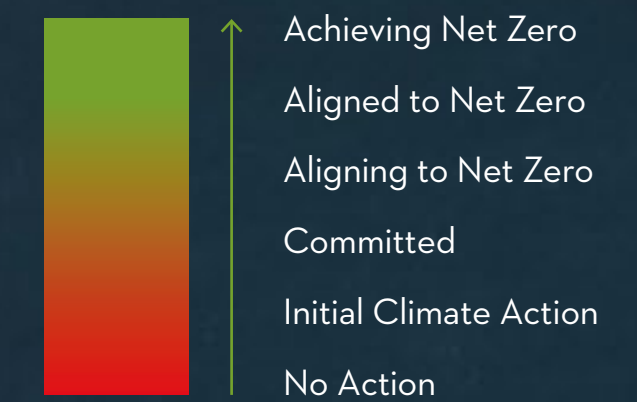 Achieving Net Zero
Aligned to Net Zero
Aligning to Net Zero
Committed
Initial Climate Action
No Action